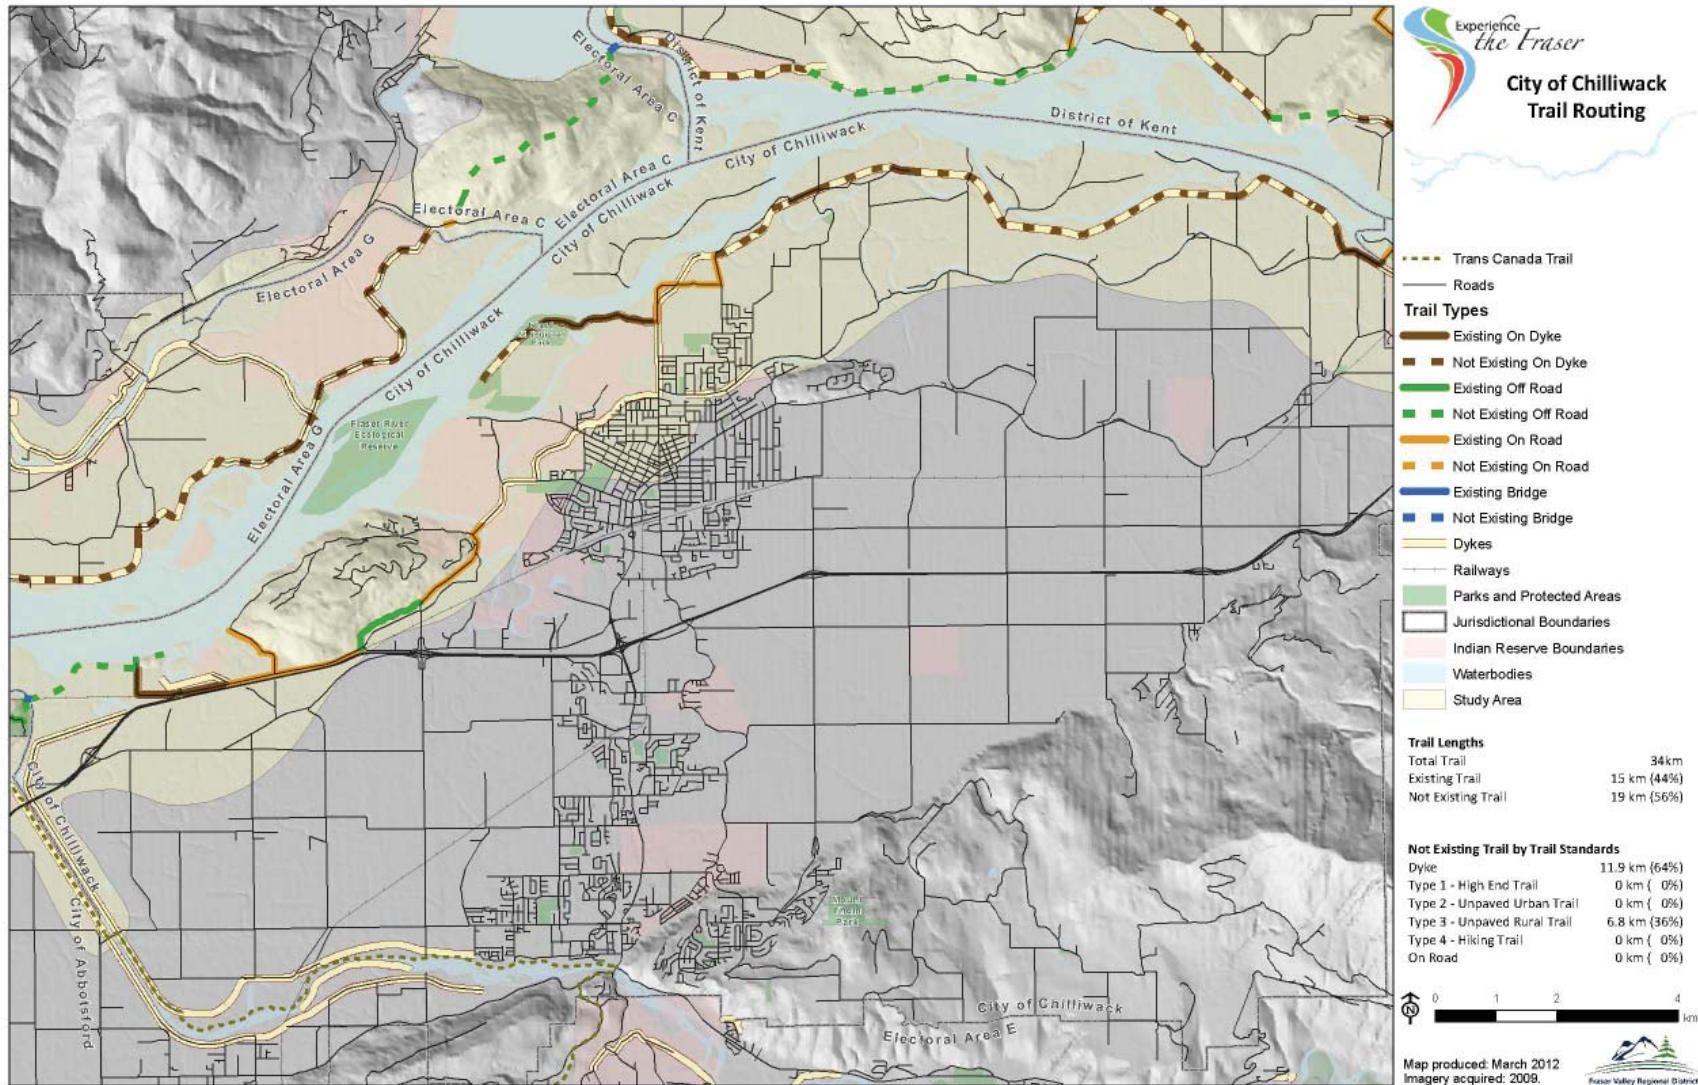 Experience
the Fraser
City of Chilliwack
Trail Routing
Trans Canada Trail
Roads
Trail Types
Existing On Dyke
Not Existing On Dyke
Existing Off Road
Not Existing Off Road
Existing On Road
Not Existing On Road
Existing Bridge
Not Existing Bridge
Dykes
Railways
Parks and Protected Areas
Jurisdictional Boundaries
Indian Reserve Boundaries
Waterbodies
Study Area
Trail Lengths
Total Trail 34km
Existing Trail 15 km (44%)
Not Existing Trail 19 km (56%)
Not Existing Trail by Trail Standards
Dyke 11.9 km (64%)
Type 1 - High End Trail 0 km ( 0%)
Type 2 - Unpaved Urban Trail 0 km ( 0%)
Type 3 - Unpaved Rural Trail 6.8 km (36%)
Type 4 - Hiking Trail 0 km ( 0%)
On Road 0 km ( 0%)
N
0 1 2 4
km
Map produced: March 2012
Imagery acquired: 2009.
Fraser Valley Regional District
Electoral Area C
District of Kent
Electoral Area C
City of Chilliwack
City of Chilliwack
District of Kent
Electoral Area C
Electoral Area G
City of Chilliwack
Electoral Area G
Park
Fraser River
Ecological
Reserve
City of Chilliwack
City of Abbotsford
Mount
Thom
Park
City of Chilliwack
Electoral Area E